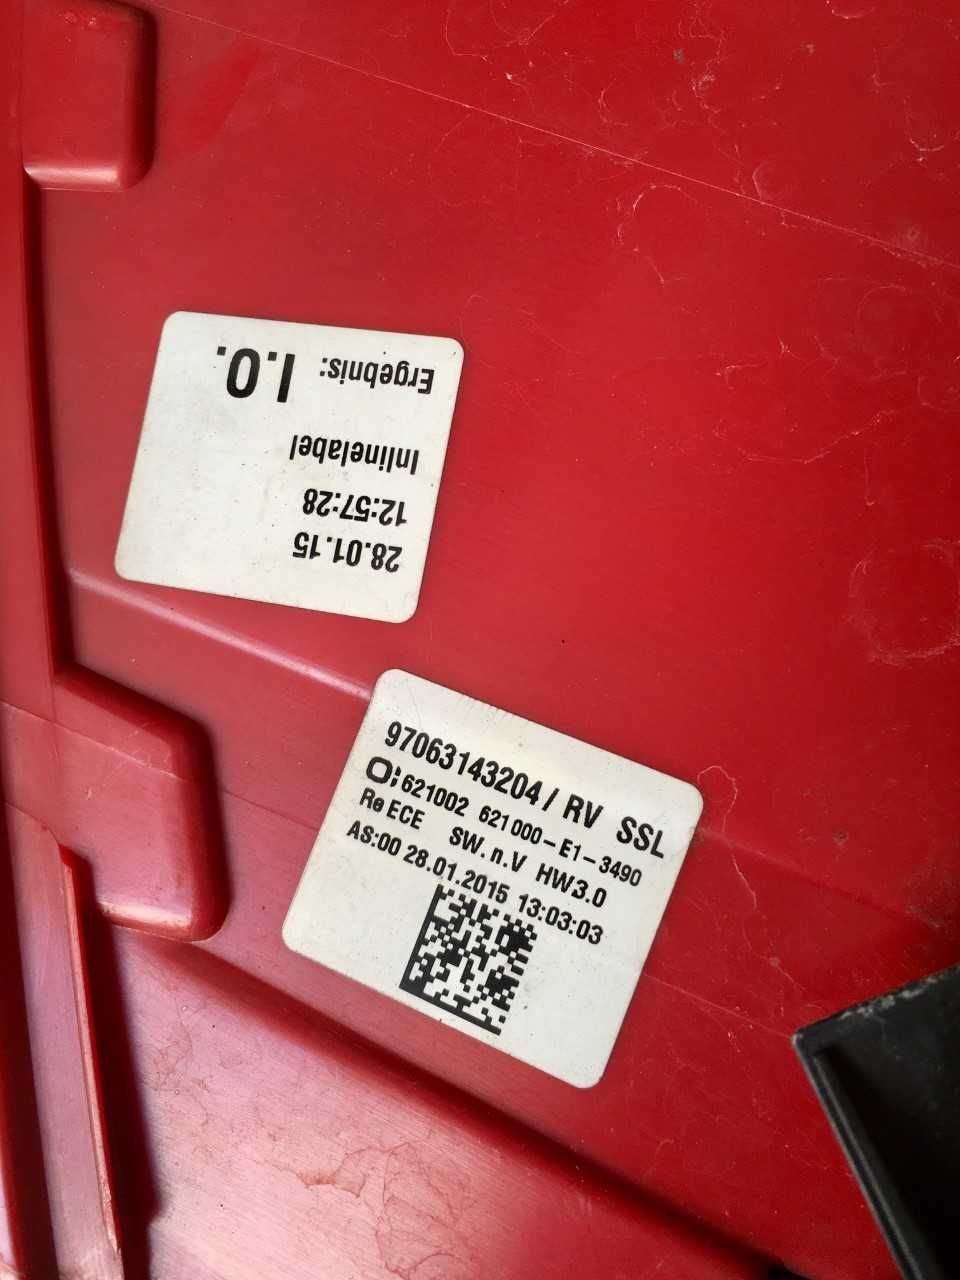 28.01.15
12:57:28
Inlinelabel
Ergebnis: I.O.
97063143204/ RV SSL
621002 621000-E1-3490
Re ECE SW. n.V HW3.0
AS:00 28.01.2015 13:03:03